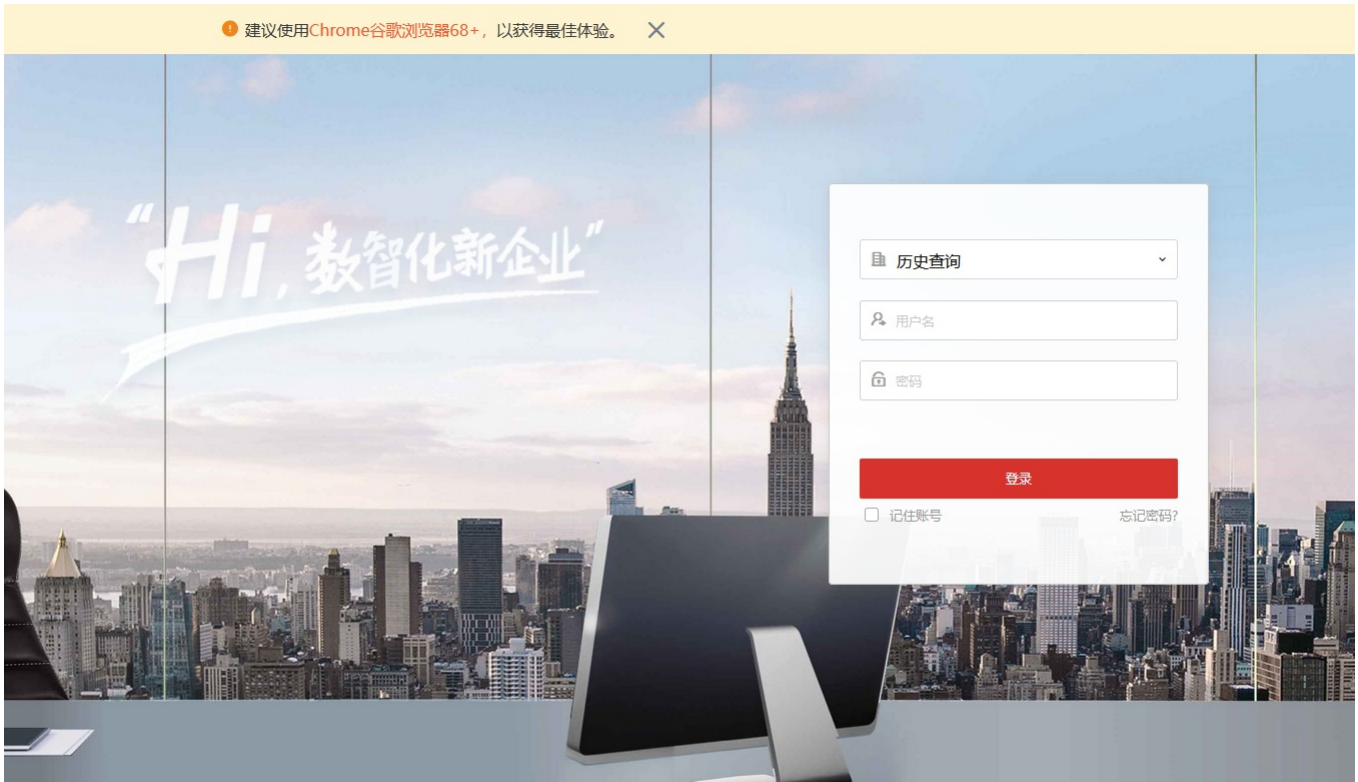 建议使用Chrome谷歌浏览器68+，以获得最佳体验。
“Hi, 数智化新企业”
历史查询
用户名
密码
登录
记住账号
忘记密码?